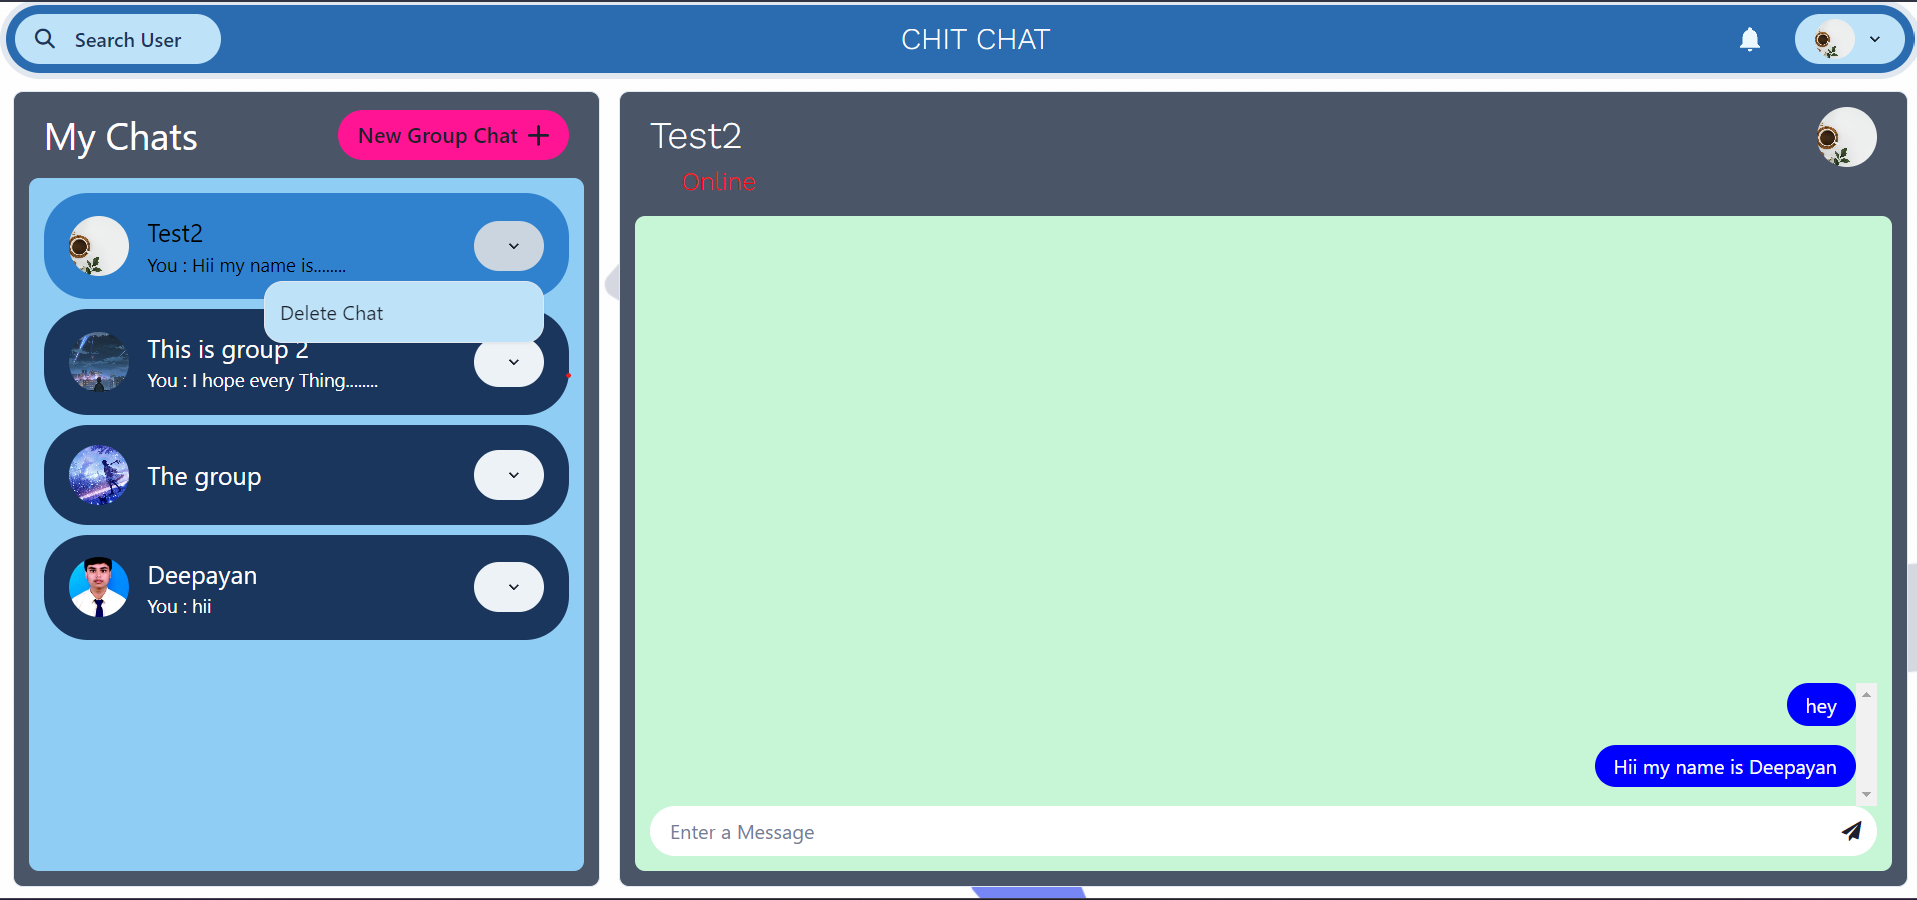 Search User
CHIT CHAT
My Chats
New Group Chat
Test2
You : Hii my name is........
Delete Chat
This is group 2
You : I hope every Thing........
The group
Deepayan
You : hii
Test2
Online
hey
Hii my name is Deepayan
Enter a Message